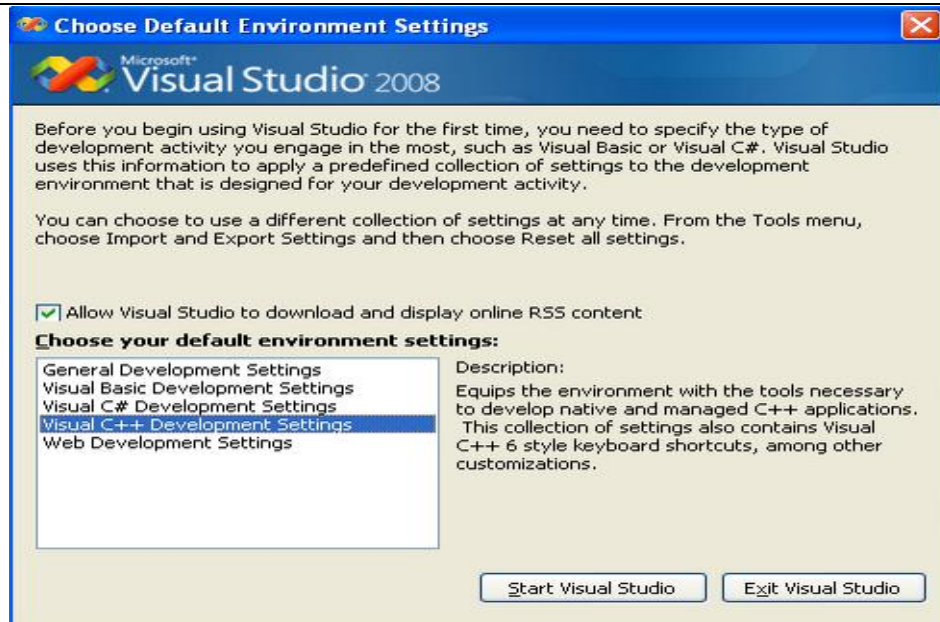 Choose Default Environment Settings
Microsoft
Visual Studio 2008
Before you begin using Visual Studio for the first time, you need to specify the type of
development activity you engage in the most, such as Visual Basic or Visual C#. Visual Studio
uses this information to apply a predefined collection of settings to the development
environment that is designed for your development activity.
You can choose to use a different collection of settings at any time. From the Tools menu,
choose Import and Export Settings and then choose Reset all settings.
Allow Visual Studio to download and display online RSS content
Choose your default environment settings:
General Development Settings
Visual Basic Development Settings
Visual C# Development Settings
Visual C++ Development Settings
Web Development Settings
Description:
Equips the environment with the tools necessary
to develop native and managed C++ applications.
This collection of settings also contains Visual
C++ 6 style keyboard shortcuts, among other
customizations.
Start Visual Studio
Exit Visual Studio